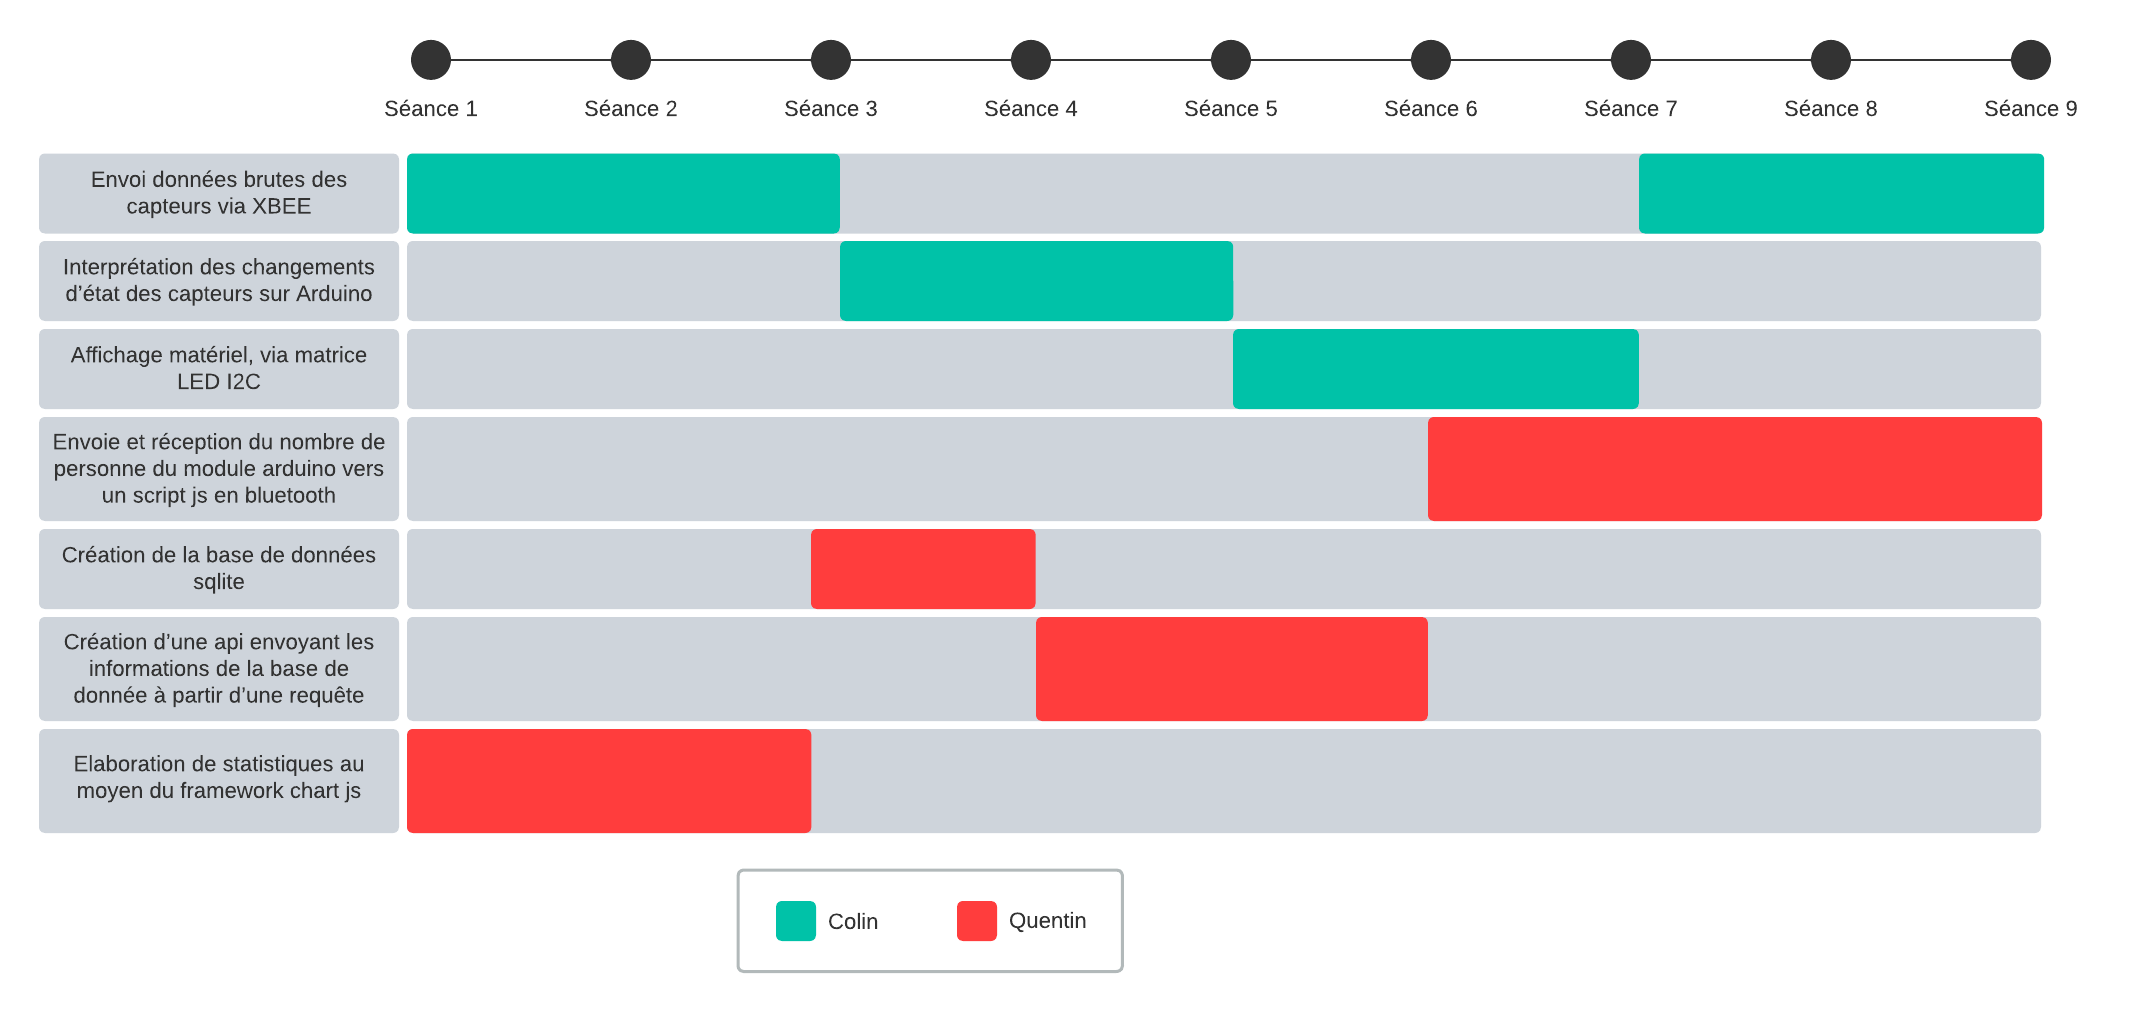 Séance 1
Séance 2
Séance 3
Séance 4
Séance 5
Séance 6
Séance 7
Séance 8
Séance 9
Envoi données brutes des
capteurs via XBEE
Interprétation des changements
d’état des capteurs sur Arduino
Affichage matériel, via matrice
LED I2C
Envoie et réception du nombre de
personne du module arduino vers
un script js en bluetooth
Création de la base de données
sqlite
Création d’une api envoyant les
informations de la base de
donnée à partir d’une requête
Elaboration de statistiques au
moyen du framework chart js
Colin
Quentin